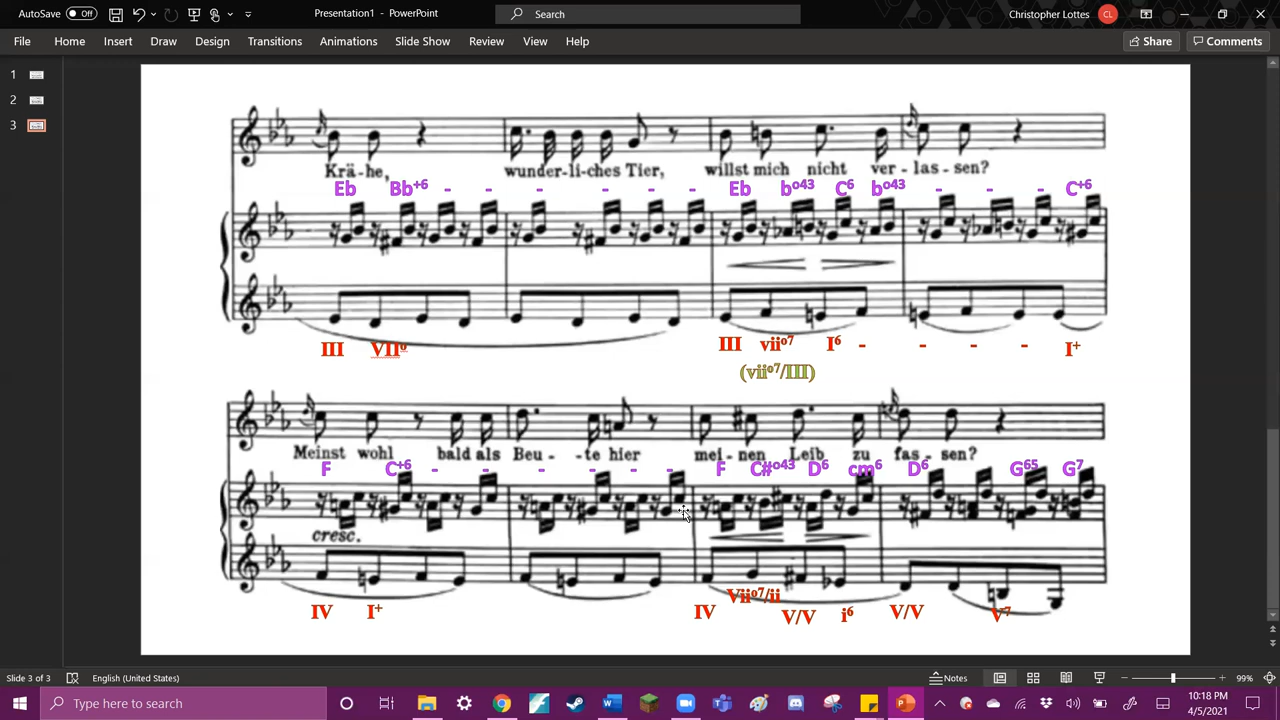 AutoSave Off Presentation1 - PowerPoint Search Christopher Lottes CL
File Home Insert Draw Design Transitions Animations Slide Show Review View Help Share Comments
1
2
3
Krä-he, wunder-li-ches Tier, willst mich nicht ver-las-sen?
Eb Bb+6 - - - - - - Eb bo43 C6 bo43 - - - C+6
III VIIo III viio7 I6 - - - - I+
(viio7/III)
Meinst wohl bald als Beu - - te hier mei-nen Leib zu fas-sen?
F C+6 - - - - - - F C#o43 D6 cm6 D6 G65 G7
cresc.
IV I+ IV Viio7/ii V/V i6 V/V V7
Slide 3 of 3 English (United States) Notes 99%
Type here to search
10:18 PM
4/5/2021